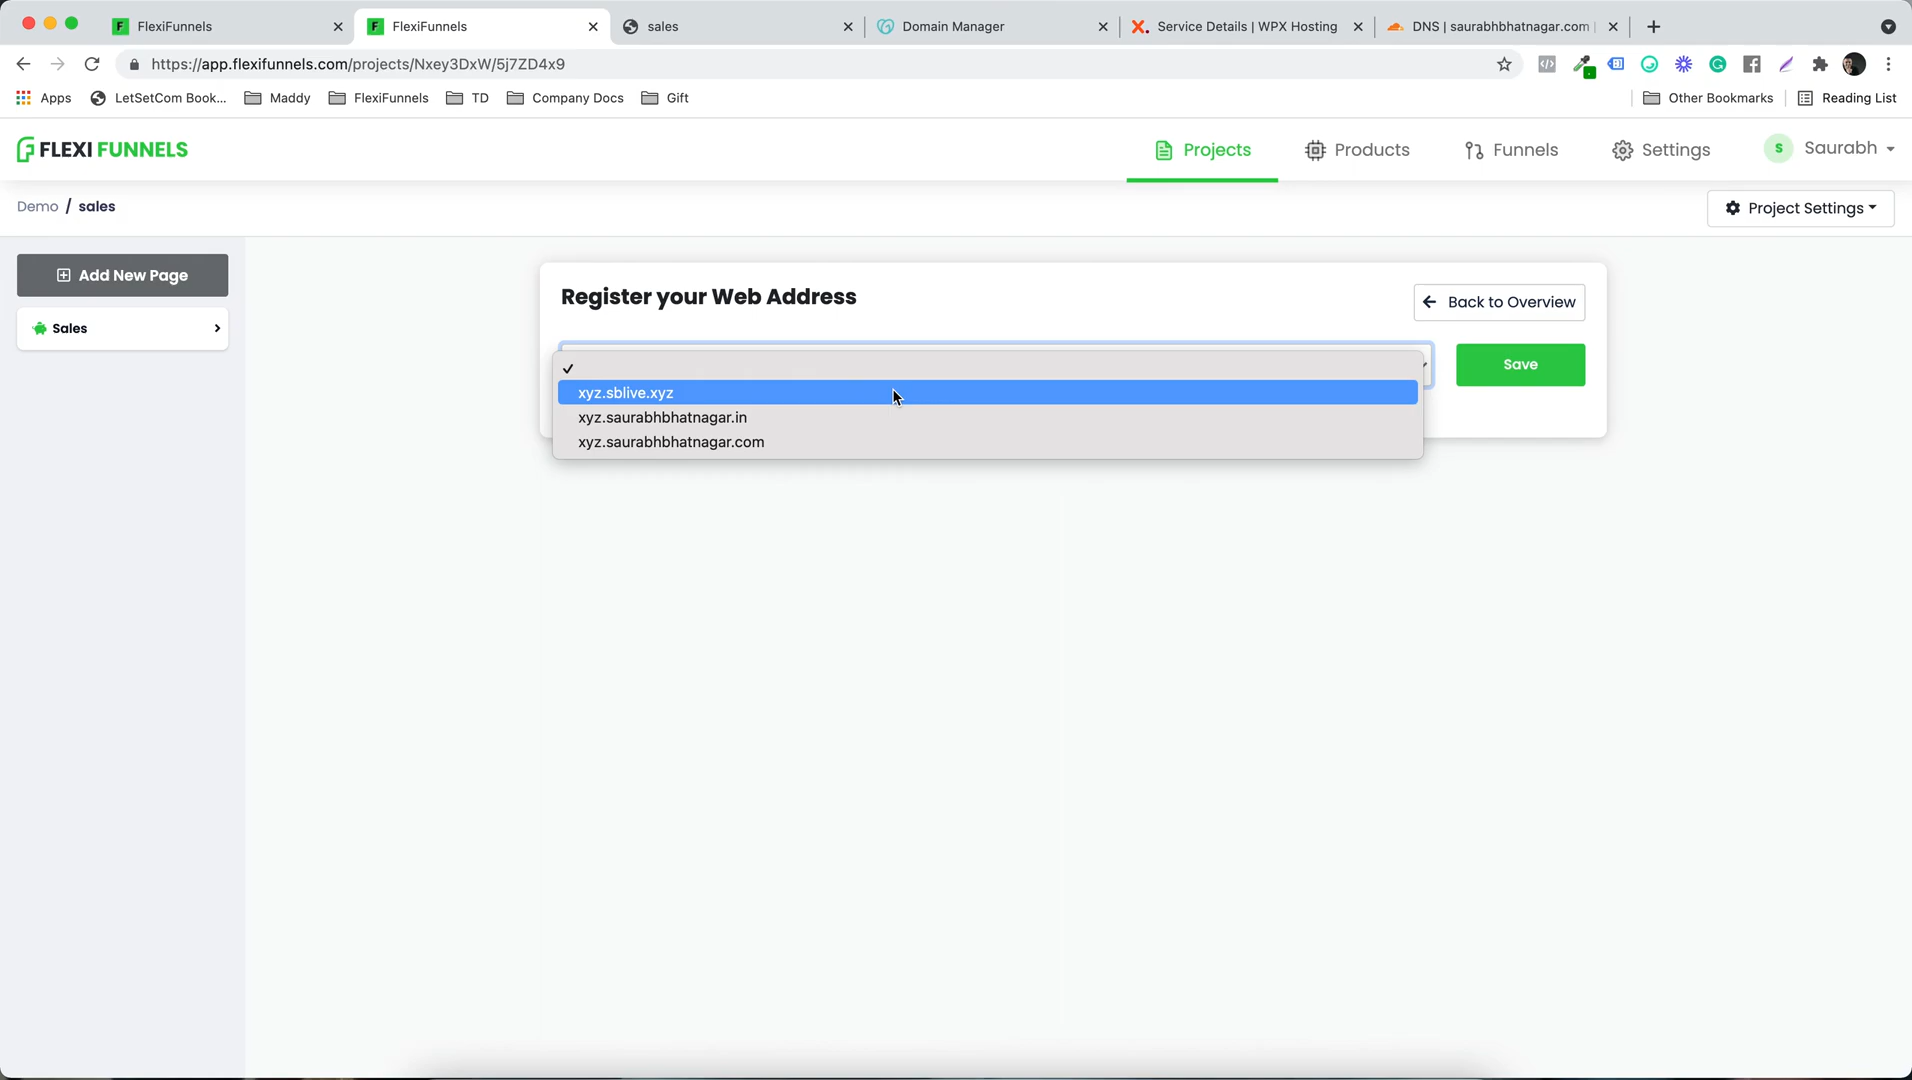 FlexiFunnels
FlexiFunnels
sales
Domain Manager
Service Details | WPX Hosting
DNS | saurabhbhatnagar.com |
https://app.flexifunnels.com/projects/Nxey3DxW/5j7ZD4x9
Apps
LetSetCom Book...
Maddy
FlexiFunnels
TD
Company Docs
Gift
Other Bookmarks
Reading List
FLEXI FUNNELS
Projects
Products
Funnels
Settings
S
Saurabh
Demo / sales
Project Settings
Add New Page
Sales
Register your Web Address
Back to Overview
Save
xyz.sblive.xyz
xyz.saurabhbhatnagar.in
xyz.saurabhbhatnagar.com